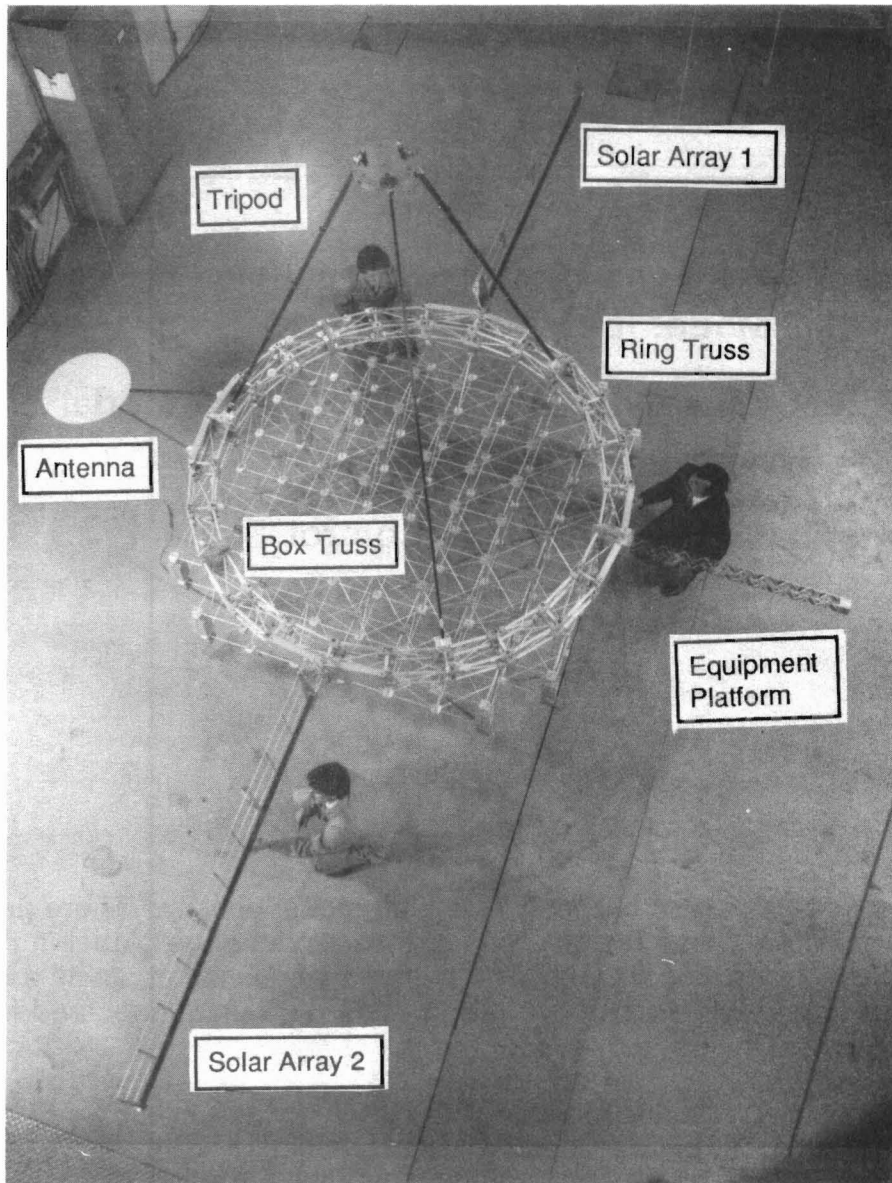 Solar Array 1
Tripod
Ring Truss
Antenna
Box Truss
Equipment
Platform
Solar Array 2